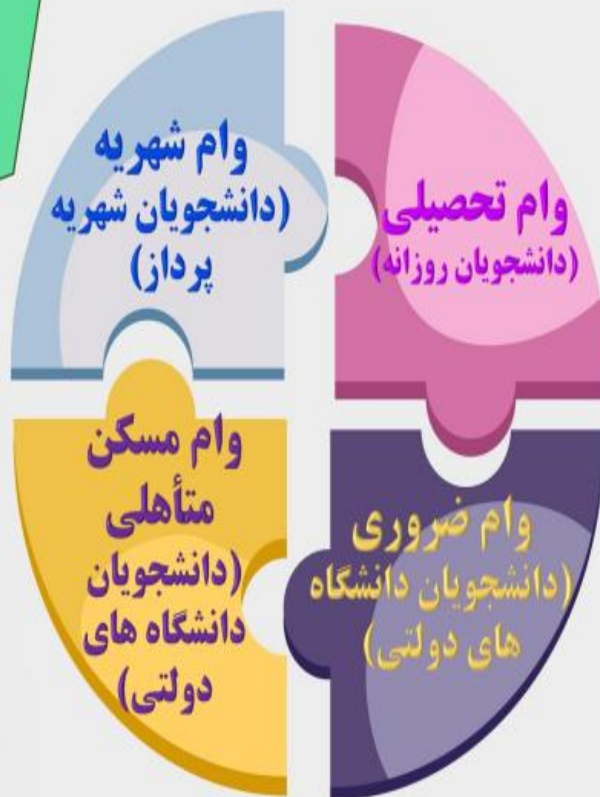 وام تحصیلی
(دانشجویان روزانه)
وام شهریه
(دانشجویان شهریه
پرداز)
وام ضروری
(دانشجویان دانشگاه
های دولتی)
وام مسکن
متأهلی
(دانشجویان
دانشگاه های
دولتی)